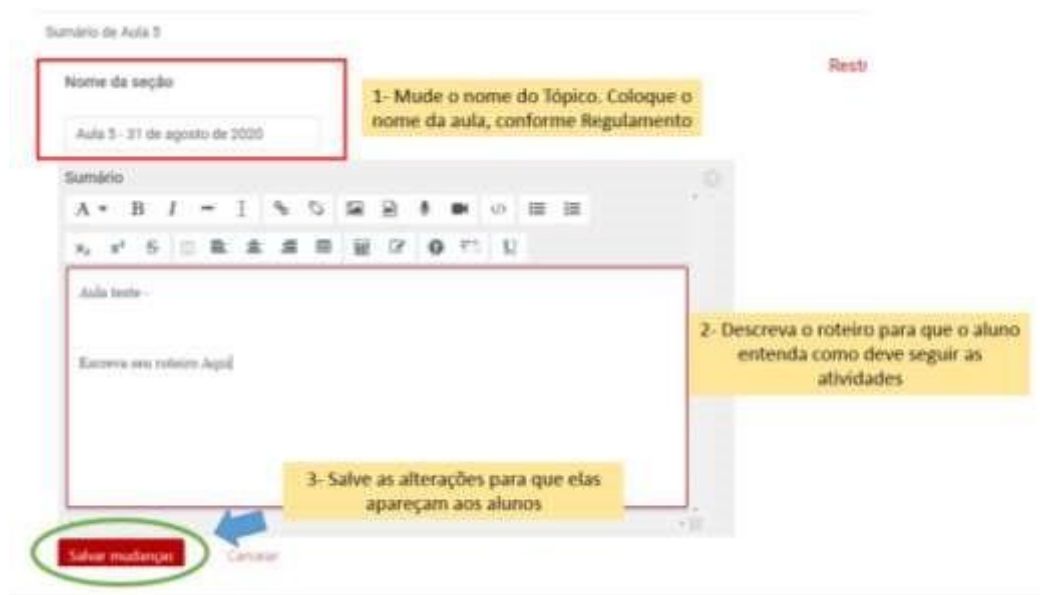 Sumário de Aula 5
Restr
Nome da seção
Aula 5 - 31 de agosto de 2020
1- Mude o nome do Tópico. Coloque o
nome da aula, conforme Regulamento
Sumário
Aula teste -
Escreva seu roteiro Aqui
2- Descreva o roteiro para que o aluno
entenda como deve seguir as
atividades
3- Salve as alterações para que elas
apareçam aos alunos
Salvar mudanças
Cancelar